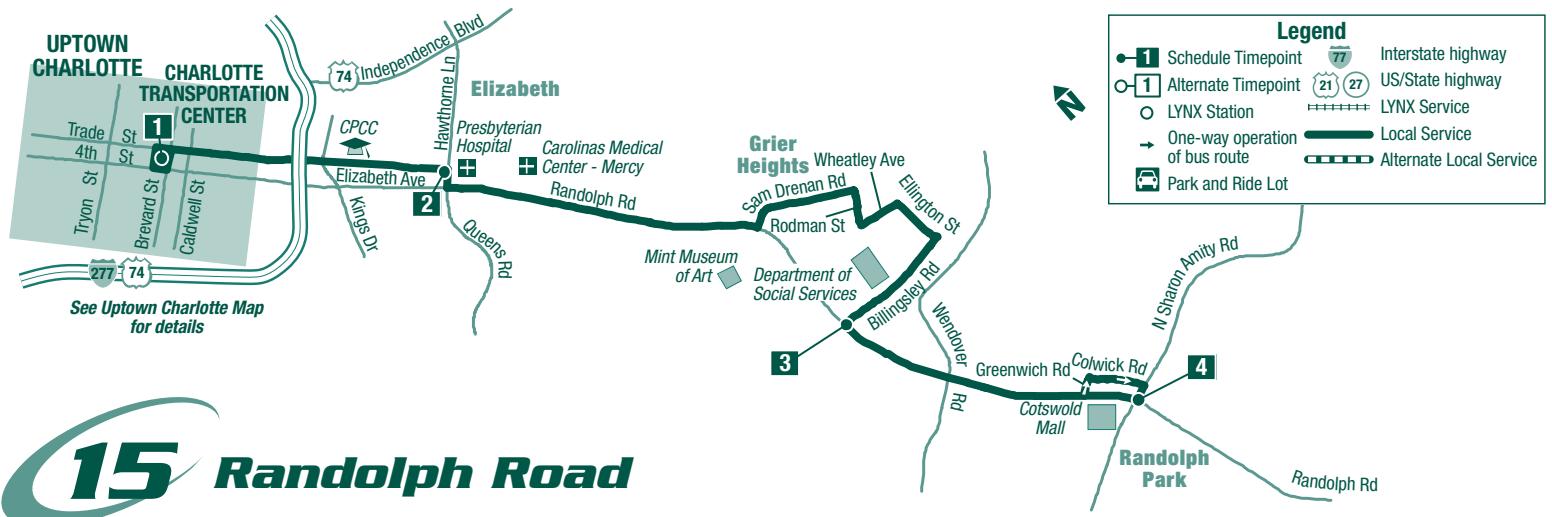 UPTOWN
CHARLOTTE
CHARLOTTE
TRANSPORTATION
CENTER
1
Trade St
4th St
Tryon St
Brevard St
Caldwell St
277
74
See Uptown Charlotte Map
for details
74
Independence Blvd
Hawthorne Ln
Elizabeth
CPCC
Presbyterian
Hospital
Carolinas Medical
Center - Mercy
Elizabeth Ave
2
Kings Dr
Queens Rd
Randolph Rd
Grier
Heights
Wheatley Ave
Sam Drenan Rd
Rodman St
Ellington St
Mint Museum
of Art
Department of
Social Services
Billingsley Rd
3
Wendover Rd
N Sharon Amity Rd
Greenwich Rd
Colwick Rd
4
Cotswold
Mall
Randolph
Park
Randolph Rd
N
Legend
1 Schedule Timepoint
1 Alternate Timepoint
LYNX Station
One-way operation
of bus route
Park and Ride Lot
77 Interstate highway
21 27 US/State highway
LYNX Service
Local Service
Alternate Local Service
15 Randolph Road